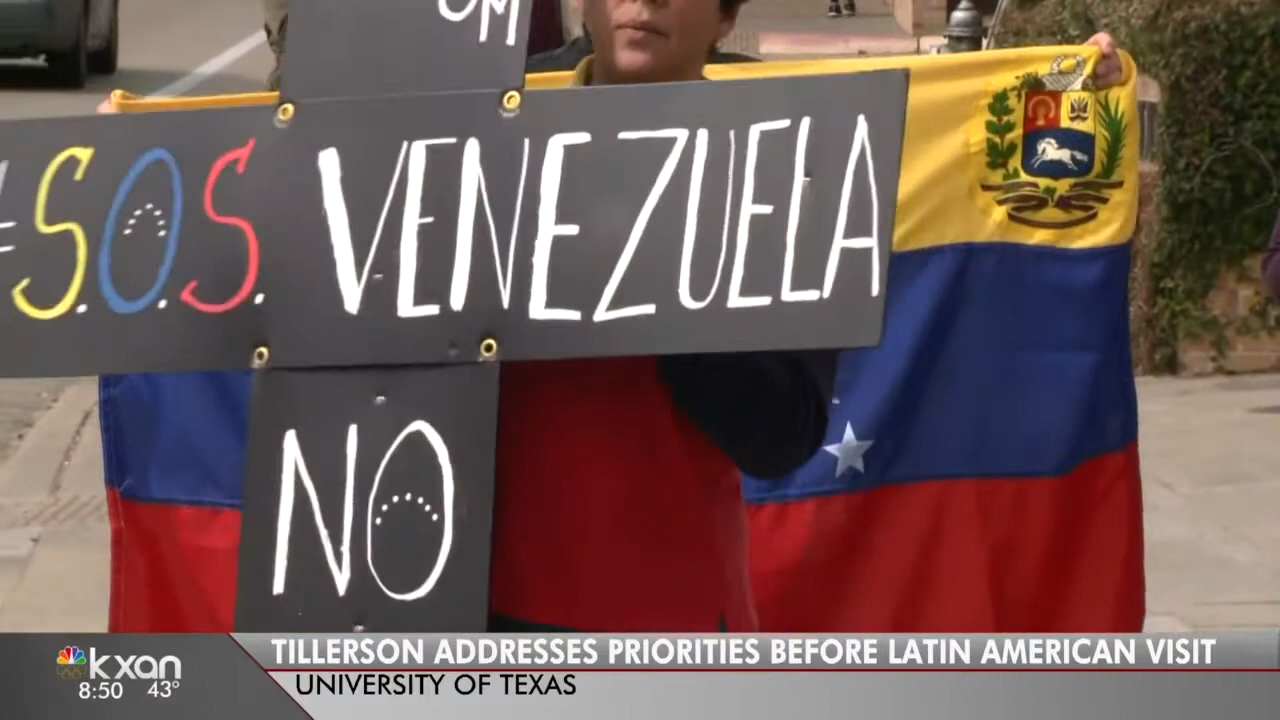 #S.O.S. VENEZUELA
NO
TILLERSON ADDRESSES PRIORITIES BEFORE LATIN AMERICAN VISIT
kxan
8:50 43°
UNIVERSITY OF TEXAS